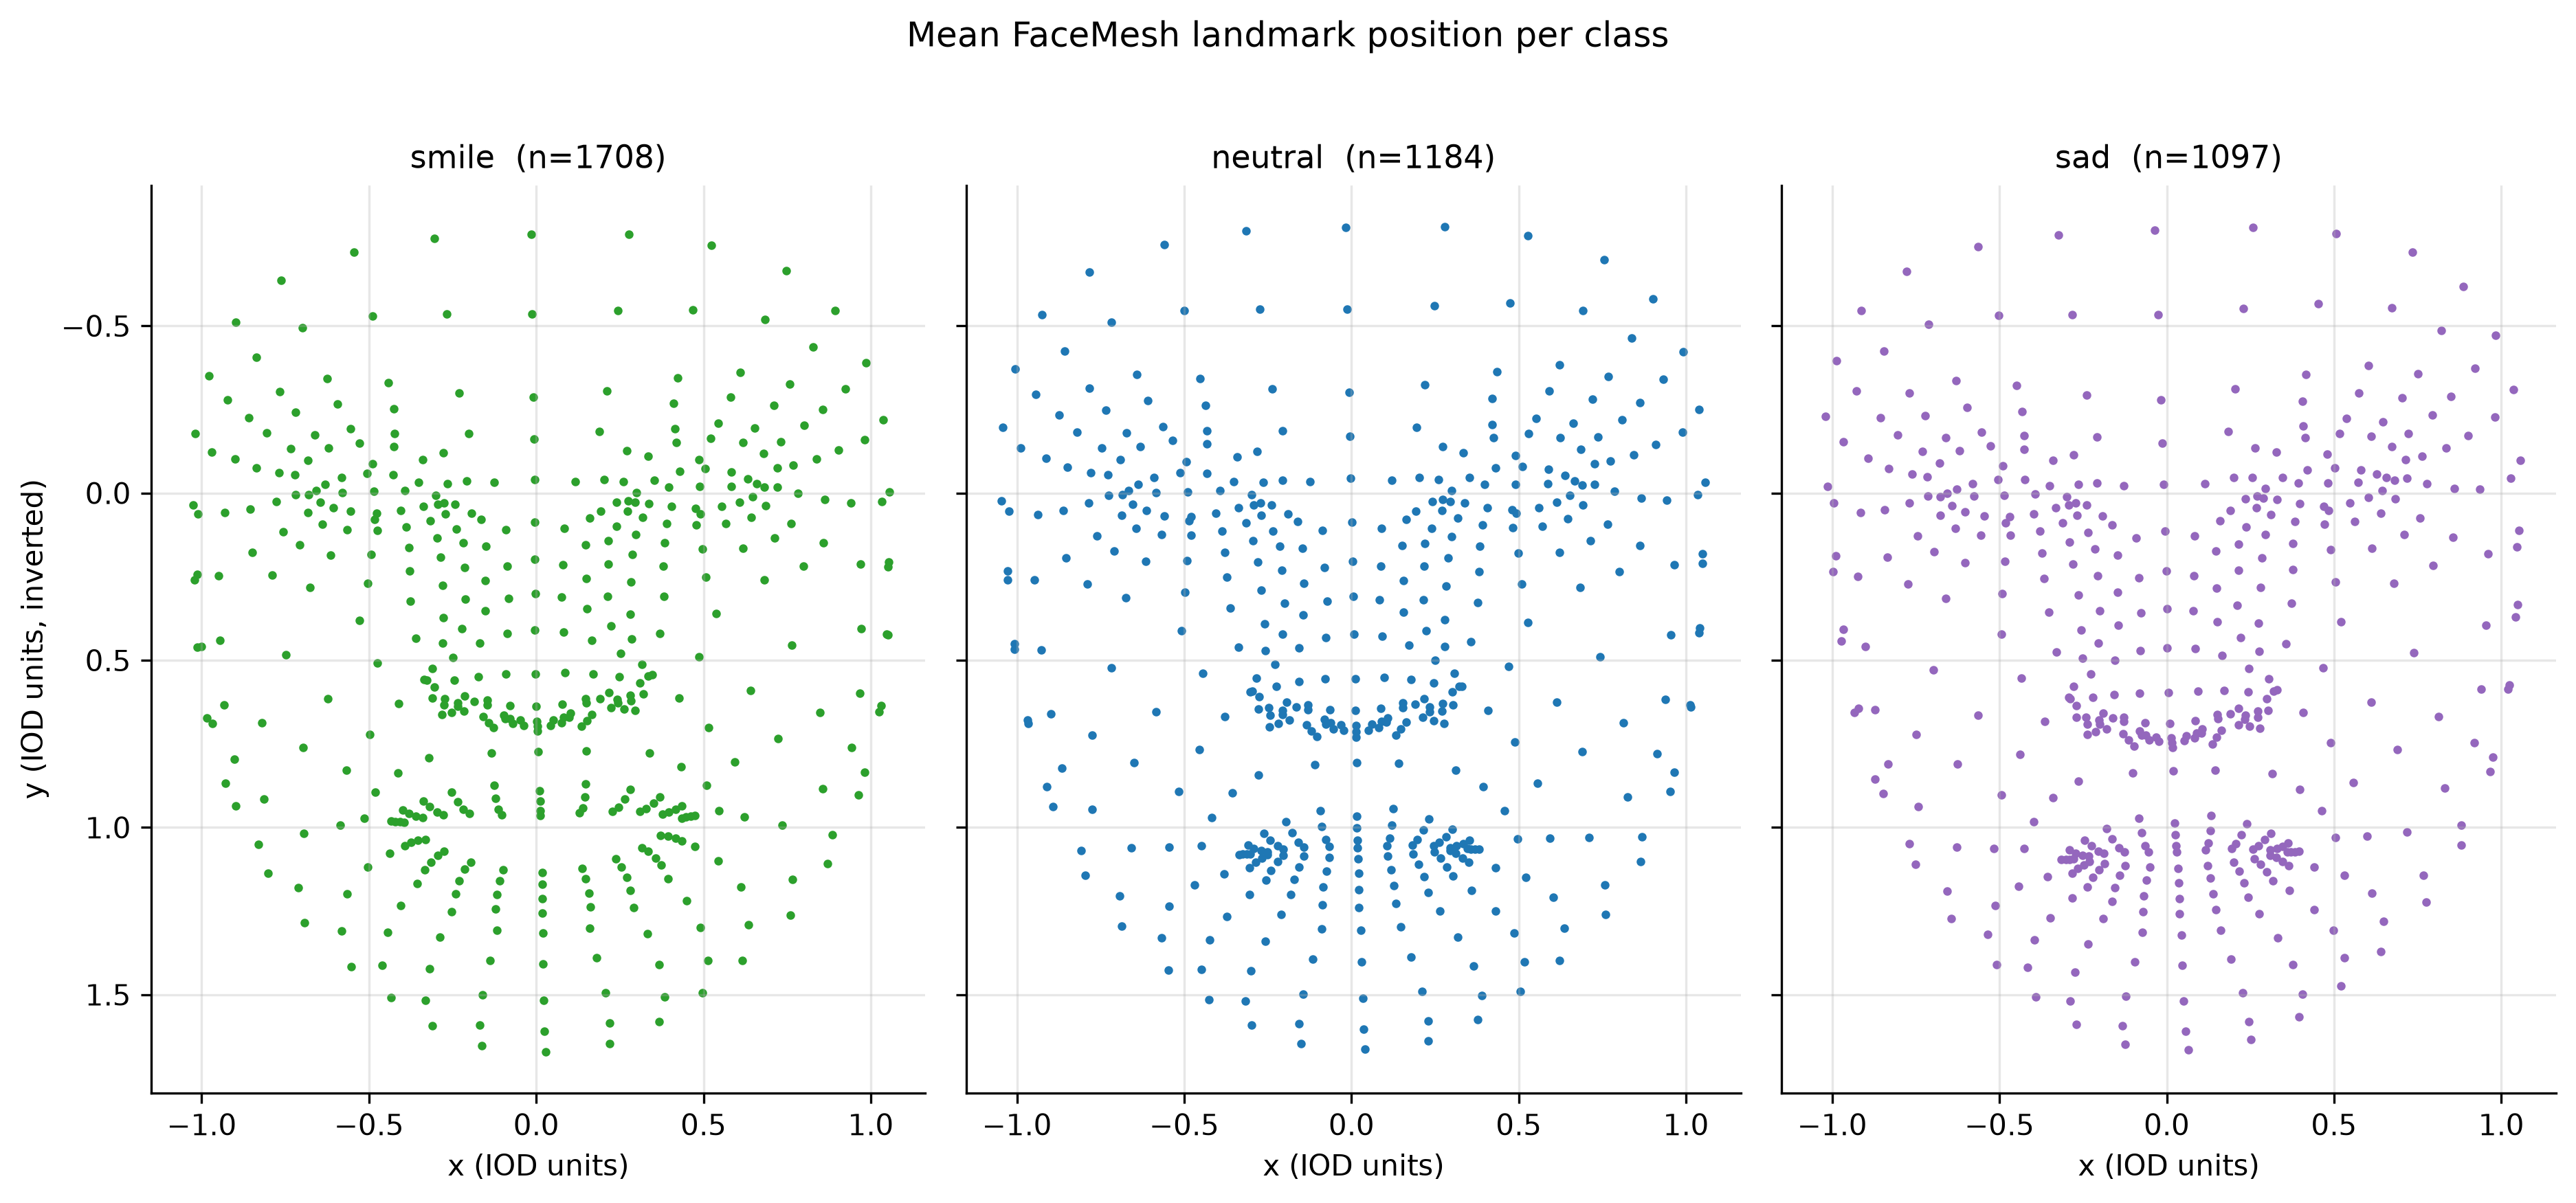 Mean FaceMesh landmark position per class
smile  (n=1708)
neutral  (n=1184)
sad  (n=1097)
y (IOD units, inverted)
−0.5
0.0
0.5
1.0
1.5
−1.0 −0.5 0.0 0.5 1.0
−1.0 −0.5 0.0 0.5 1.0
−1.0 −0.5 0.0 0.5 1.0
x (IOD units)
x (IOD units)
x (IOD units)